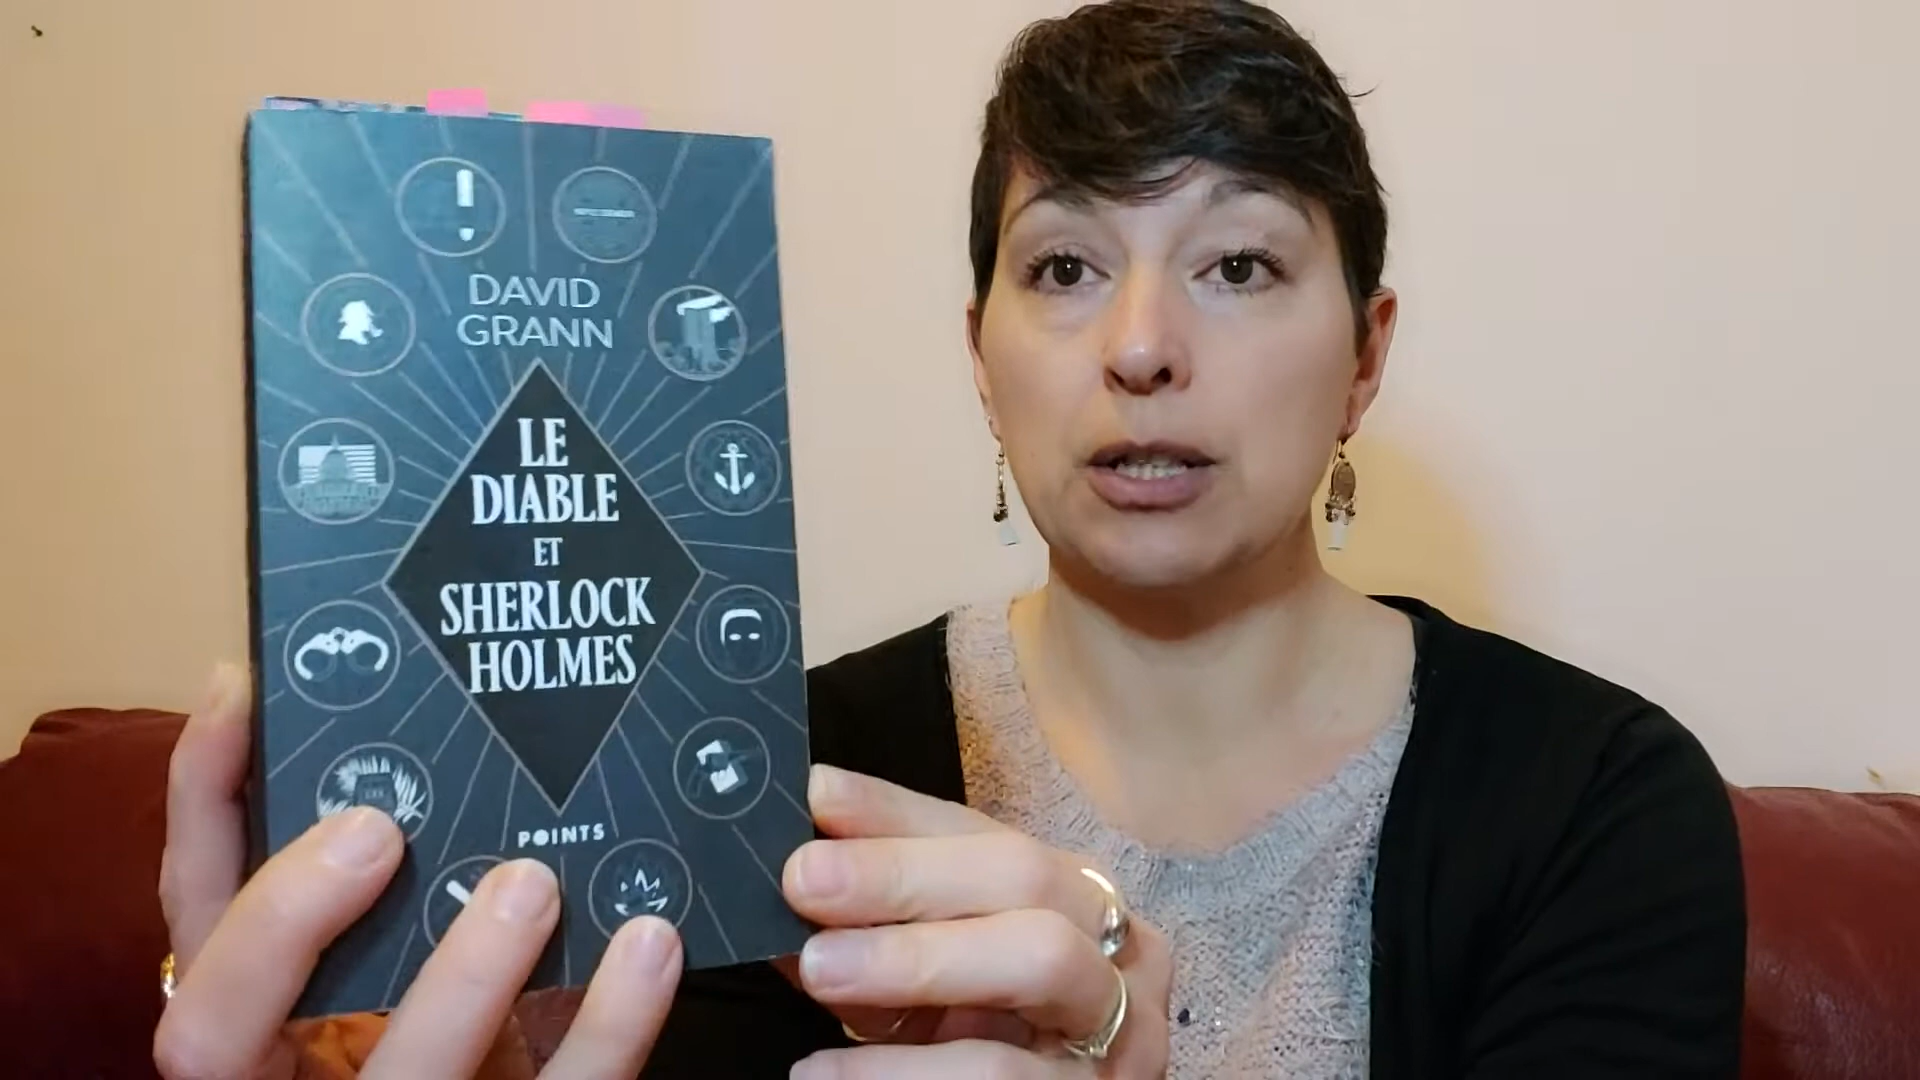 DAVID
GRANN
LE
DIABLE
ET
SHERLOCK
HOLMES
POINTS